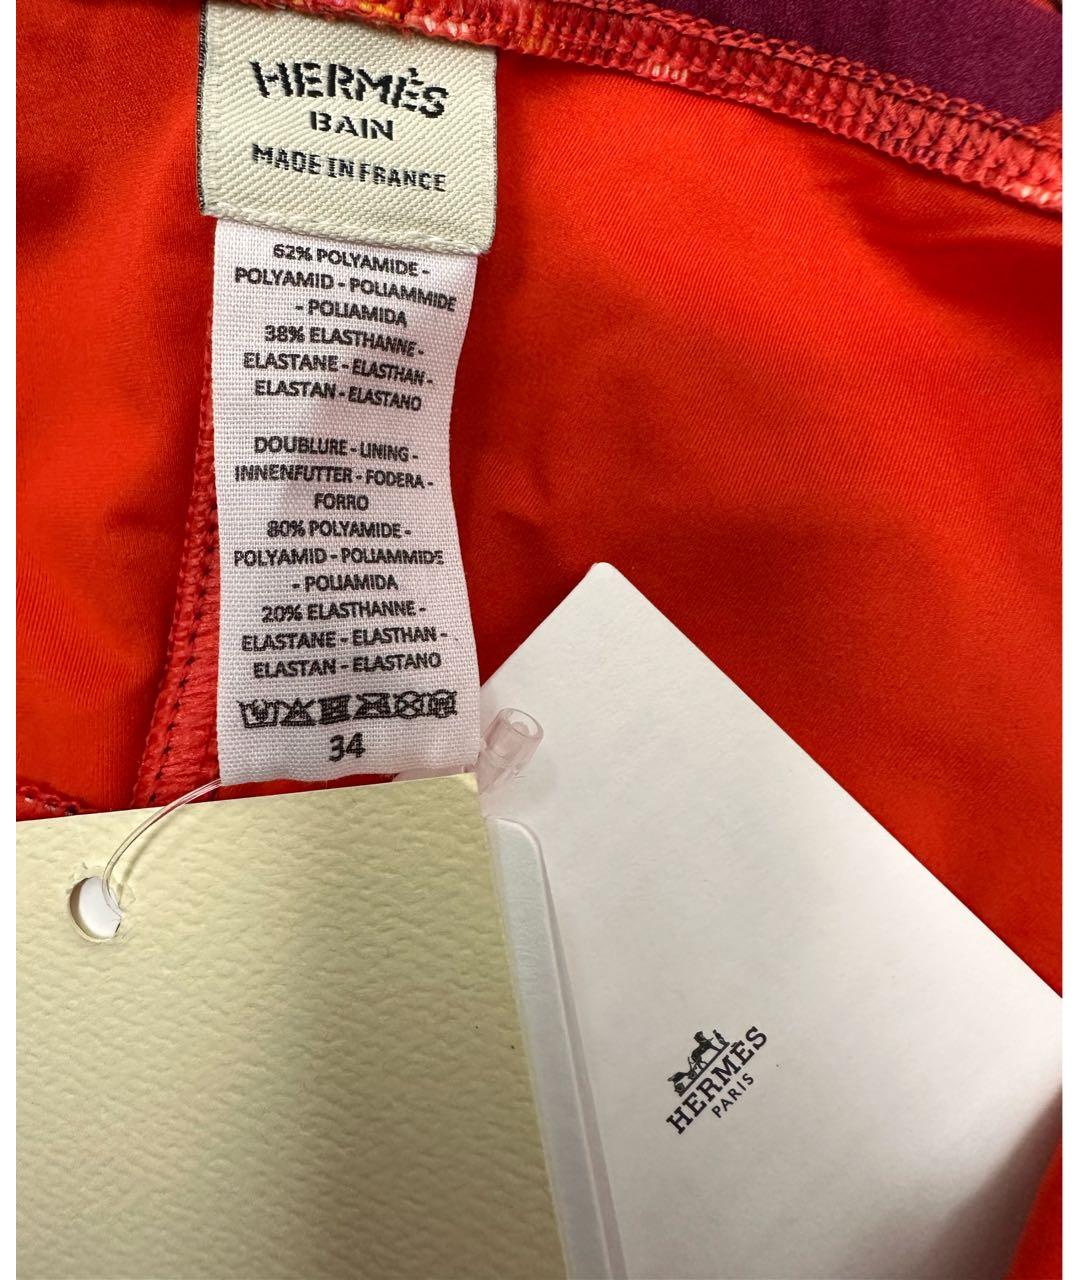 HERMÈS
BAIN
MADE IN FRANCE
62% POLYAMIDE -
POLYAMID - POLIAMMIDE
- POLIAMIDA
38% ELASTHANNE -
ELASTANE - ELASTHAN -
ELASTAN - ELASTANO
DOUBLURE - LINING -
INNENFUTTER - FODERA -
FORRO
80% POLYAMIDE -
POLYAMID - POLIAMMIDE
- POLIAMIDA
20% ELASTHANNE -
ELASTANE - ELASTHAN -
ELASTAN - ELASTANO
34
HERMÈS
PARIS